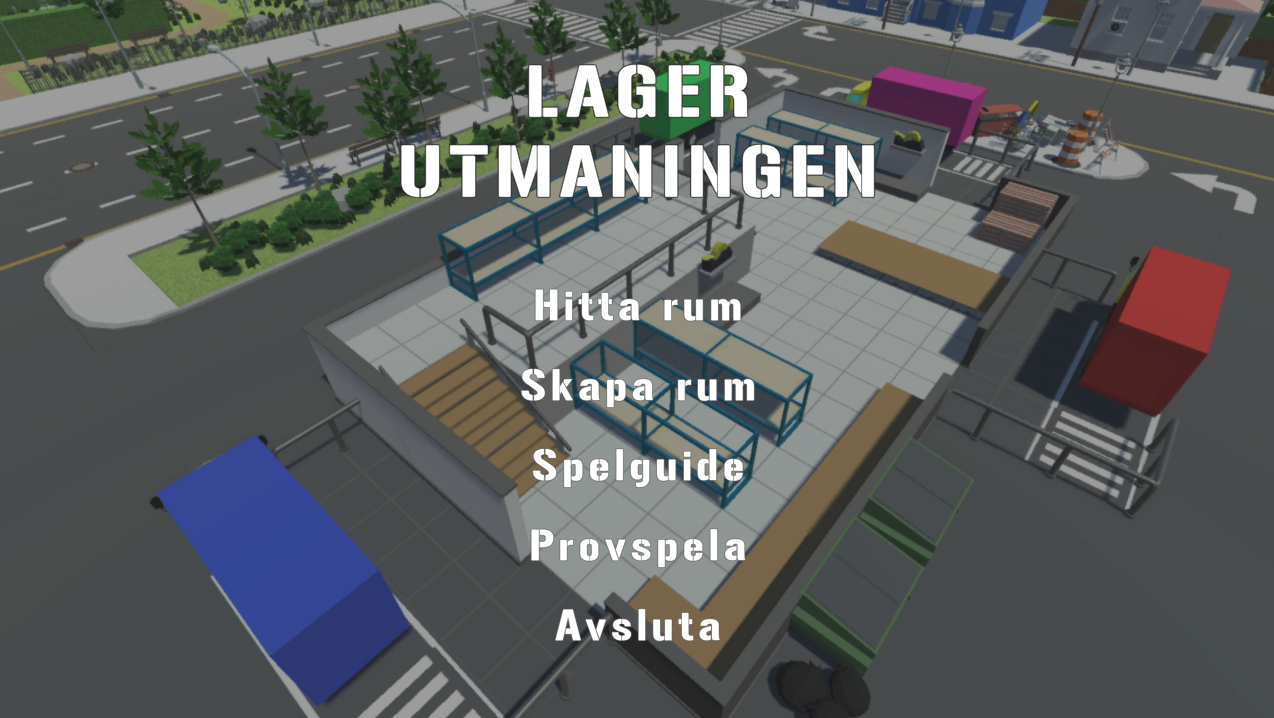 LAGER
UTMANINGEN
Hitta rum
Skapa rum
Spelguide
Provspela
Avsluta